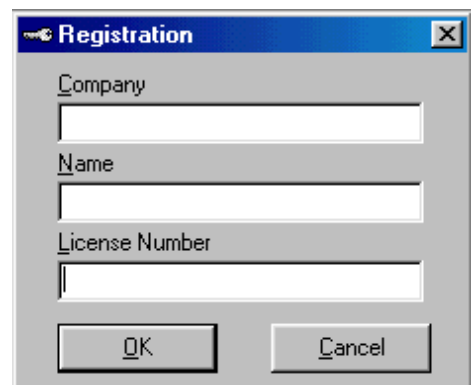 Registration
Company
Name
License Number
OK
Cancel